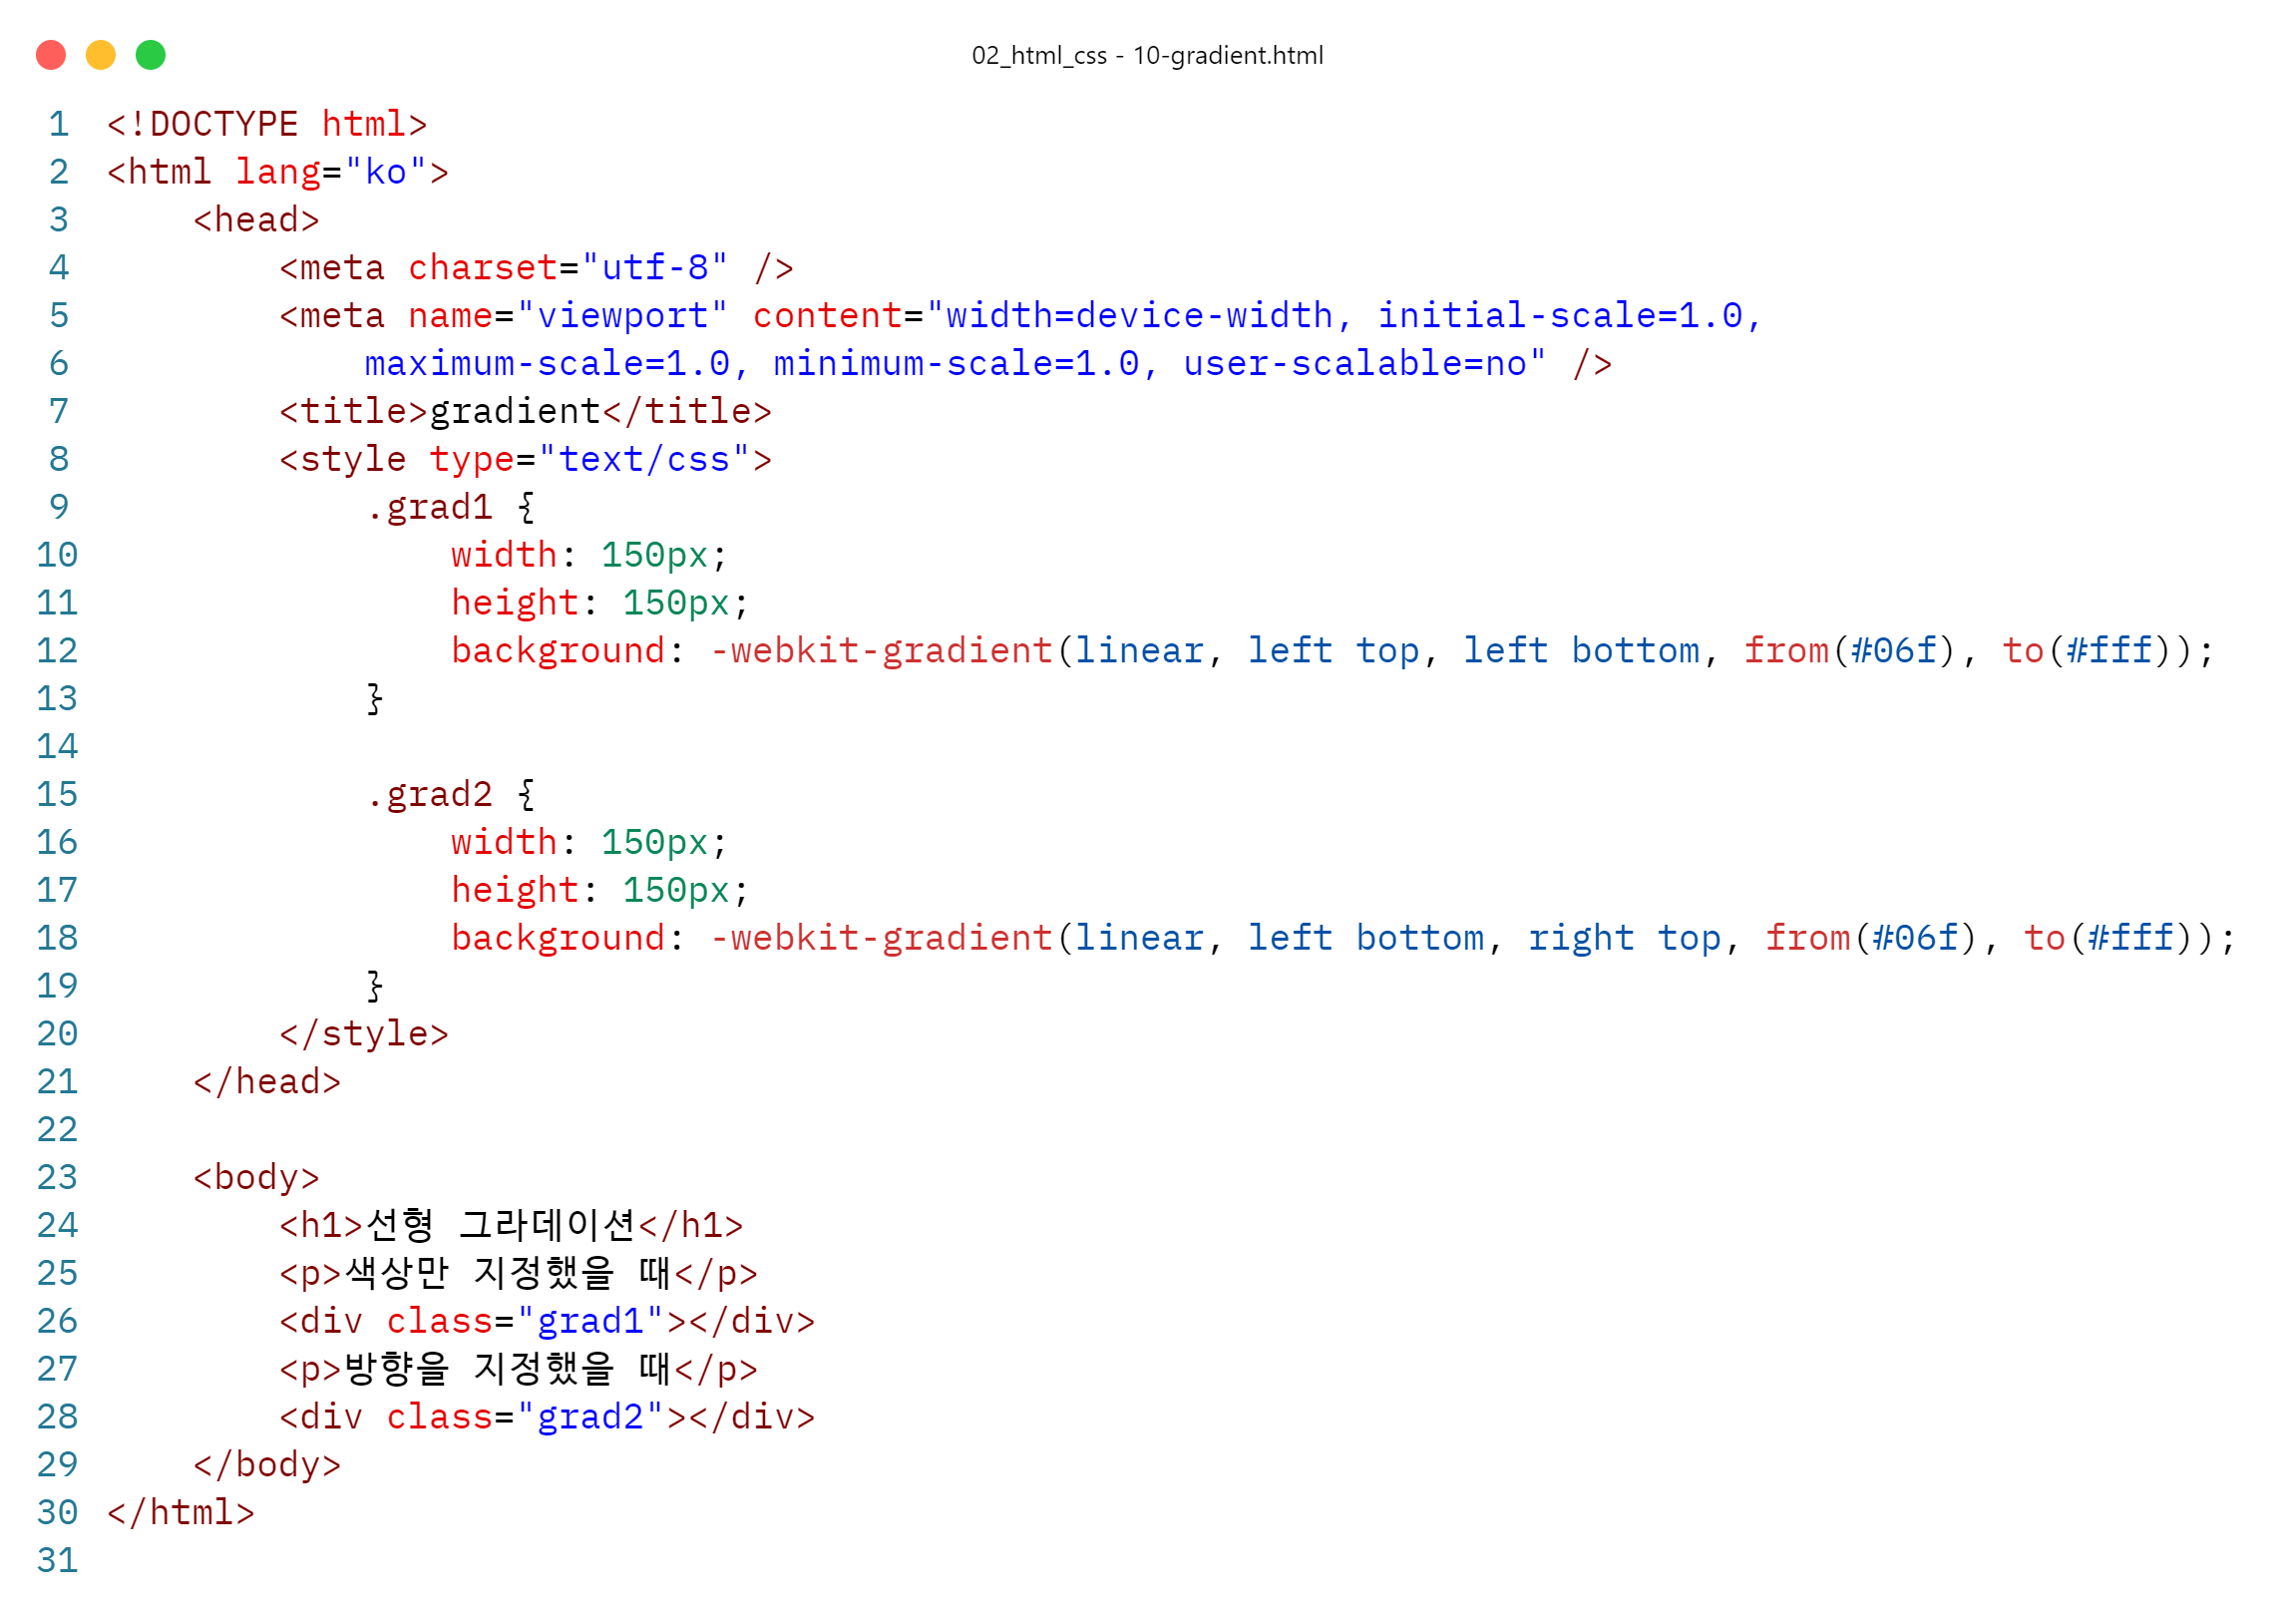 02_html_css - 10-gradient.html
1 <!DOCTYPE html>
2 <html lang="ko">
3     <head>
4         <meta charset="utf-8" />
5         <meta name="viewport" content="width=device-width, initial-scale=1.0,
6             maximum-scale=1.0, minimum-scale=1.0, user-scalable=no" />
7         <title>gradient</title>
8         <style type="text/css">
9             .grad1 {
10                 width: 150px;
11                 height: 150px;
12                 background: -webkit-gradient(linear, left top, left bottom, from(#06f), to(#fff));
13             }
14
15             .grad2 {
16                 width: 150px;
17                 height: 150px;
18                 background: -webkit-gradient(linear, left bottom, right top, from(#06f), to(#fff));
19             }
20         </style>
21     </head>
22
23     <body>
24         <h1>선형 그라데이션</h1>
25         <p>색상만 지정했을 때</p>
26         <div class="grad1"></div>
27         <p>방향을 지정했을 때</p>
28         <div class="grad2"></div>
29     </body>
30 </html>
31